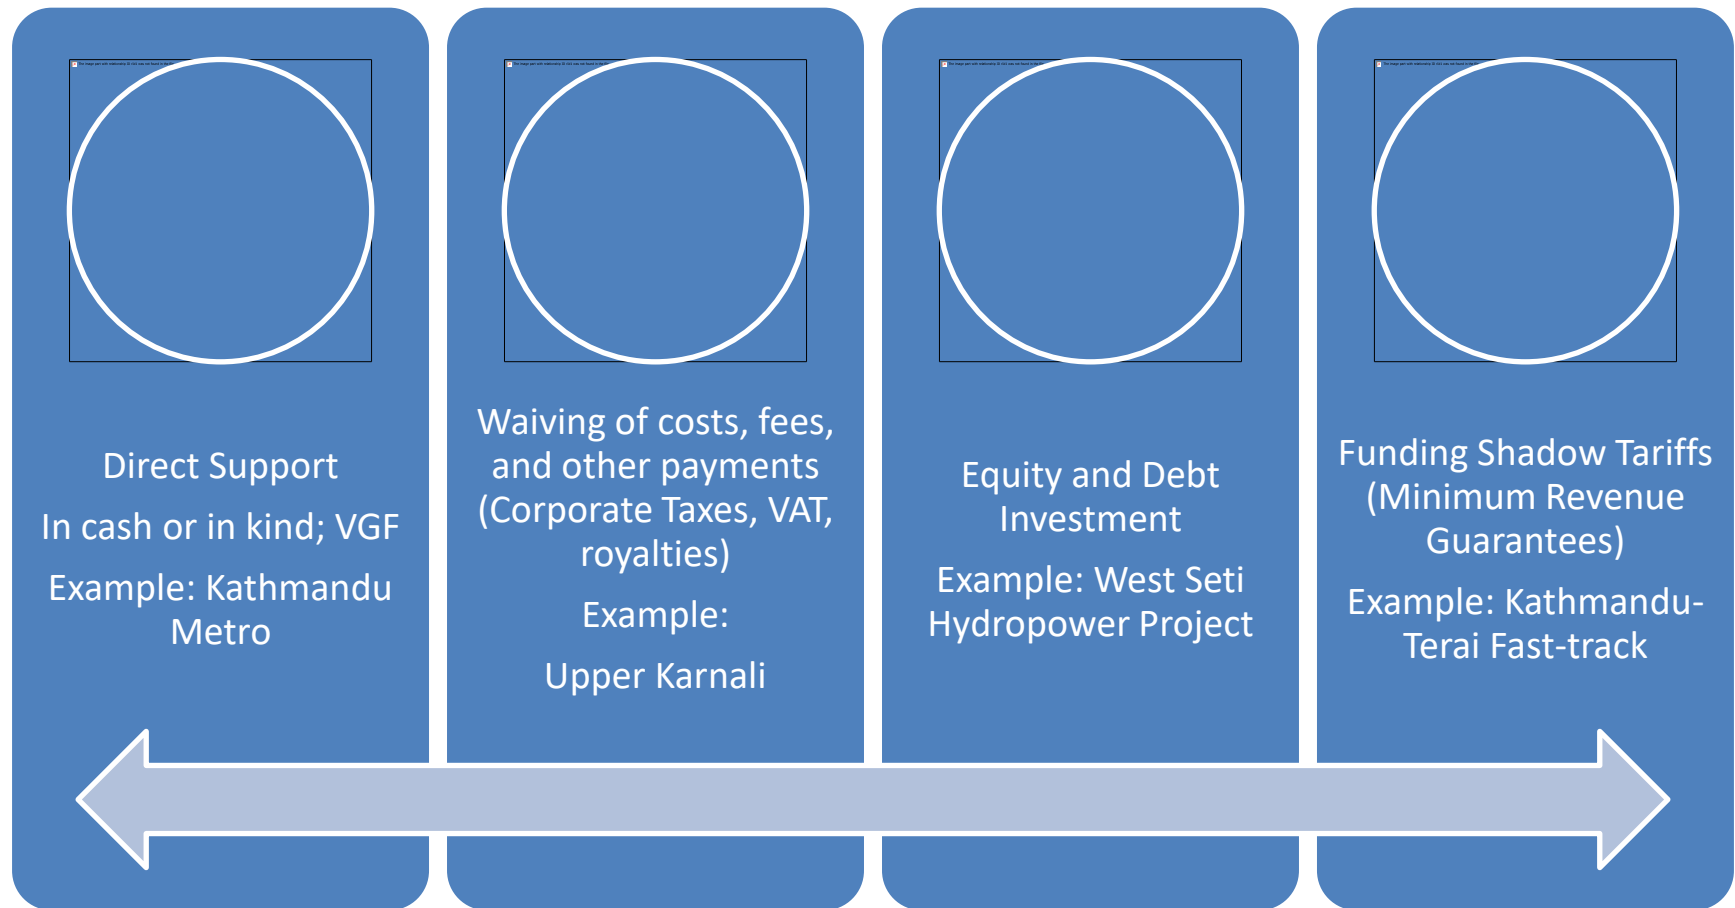 Direct Support
In cash or in kind; VGF
Example: Kathmandu
Metro
Waiving of costs, fees,
and other payments
(Corporate Taxes, VAT,
royalties)
Example:
Upper Karnali
Equity and Debt
Investment
Example: West Seti
Hydropower Project
Funding Shadow Tariffs
(Minimum Revenue
Guarantees)
Example: Kathmandu-
Terai Fast-track